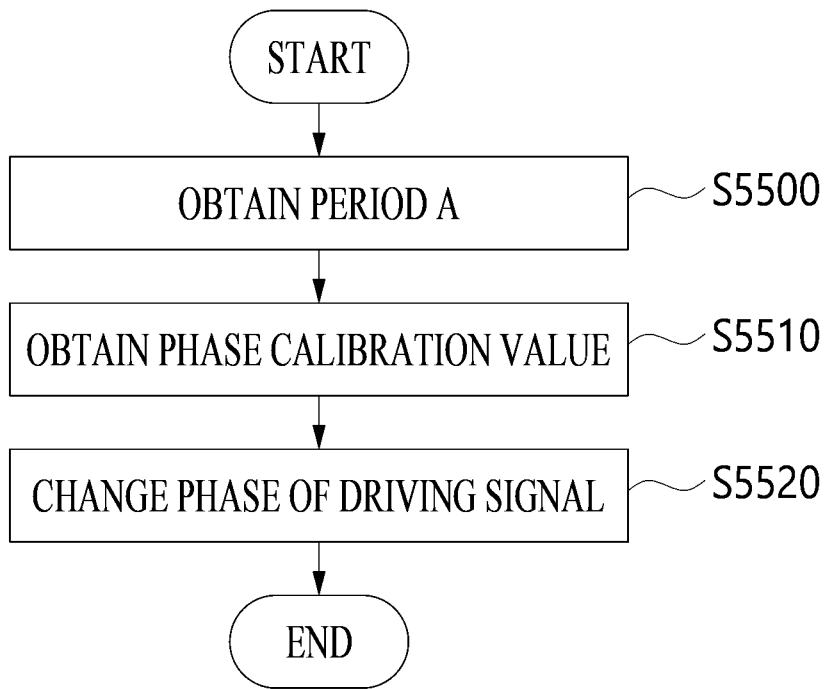 START
OBTAIN PERIOD A
S5500
OBTAIN PHASE CALIBRATION VALUE
S5510
CHANGE PHASE OF DRIVING SIGNAL
S5520
END